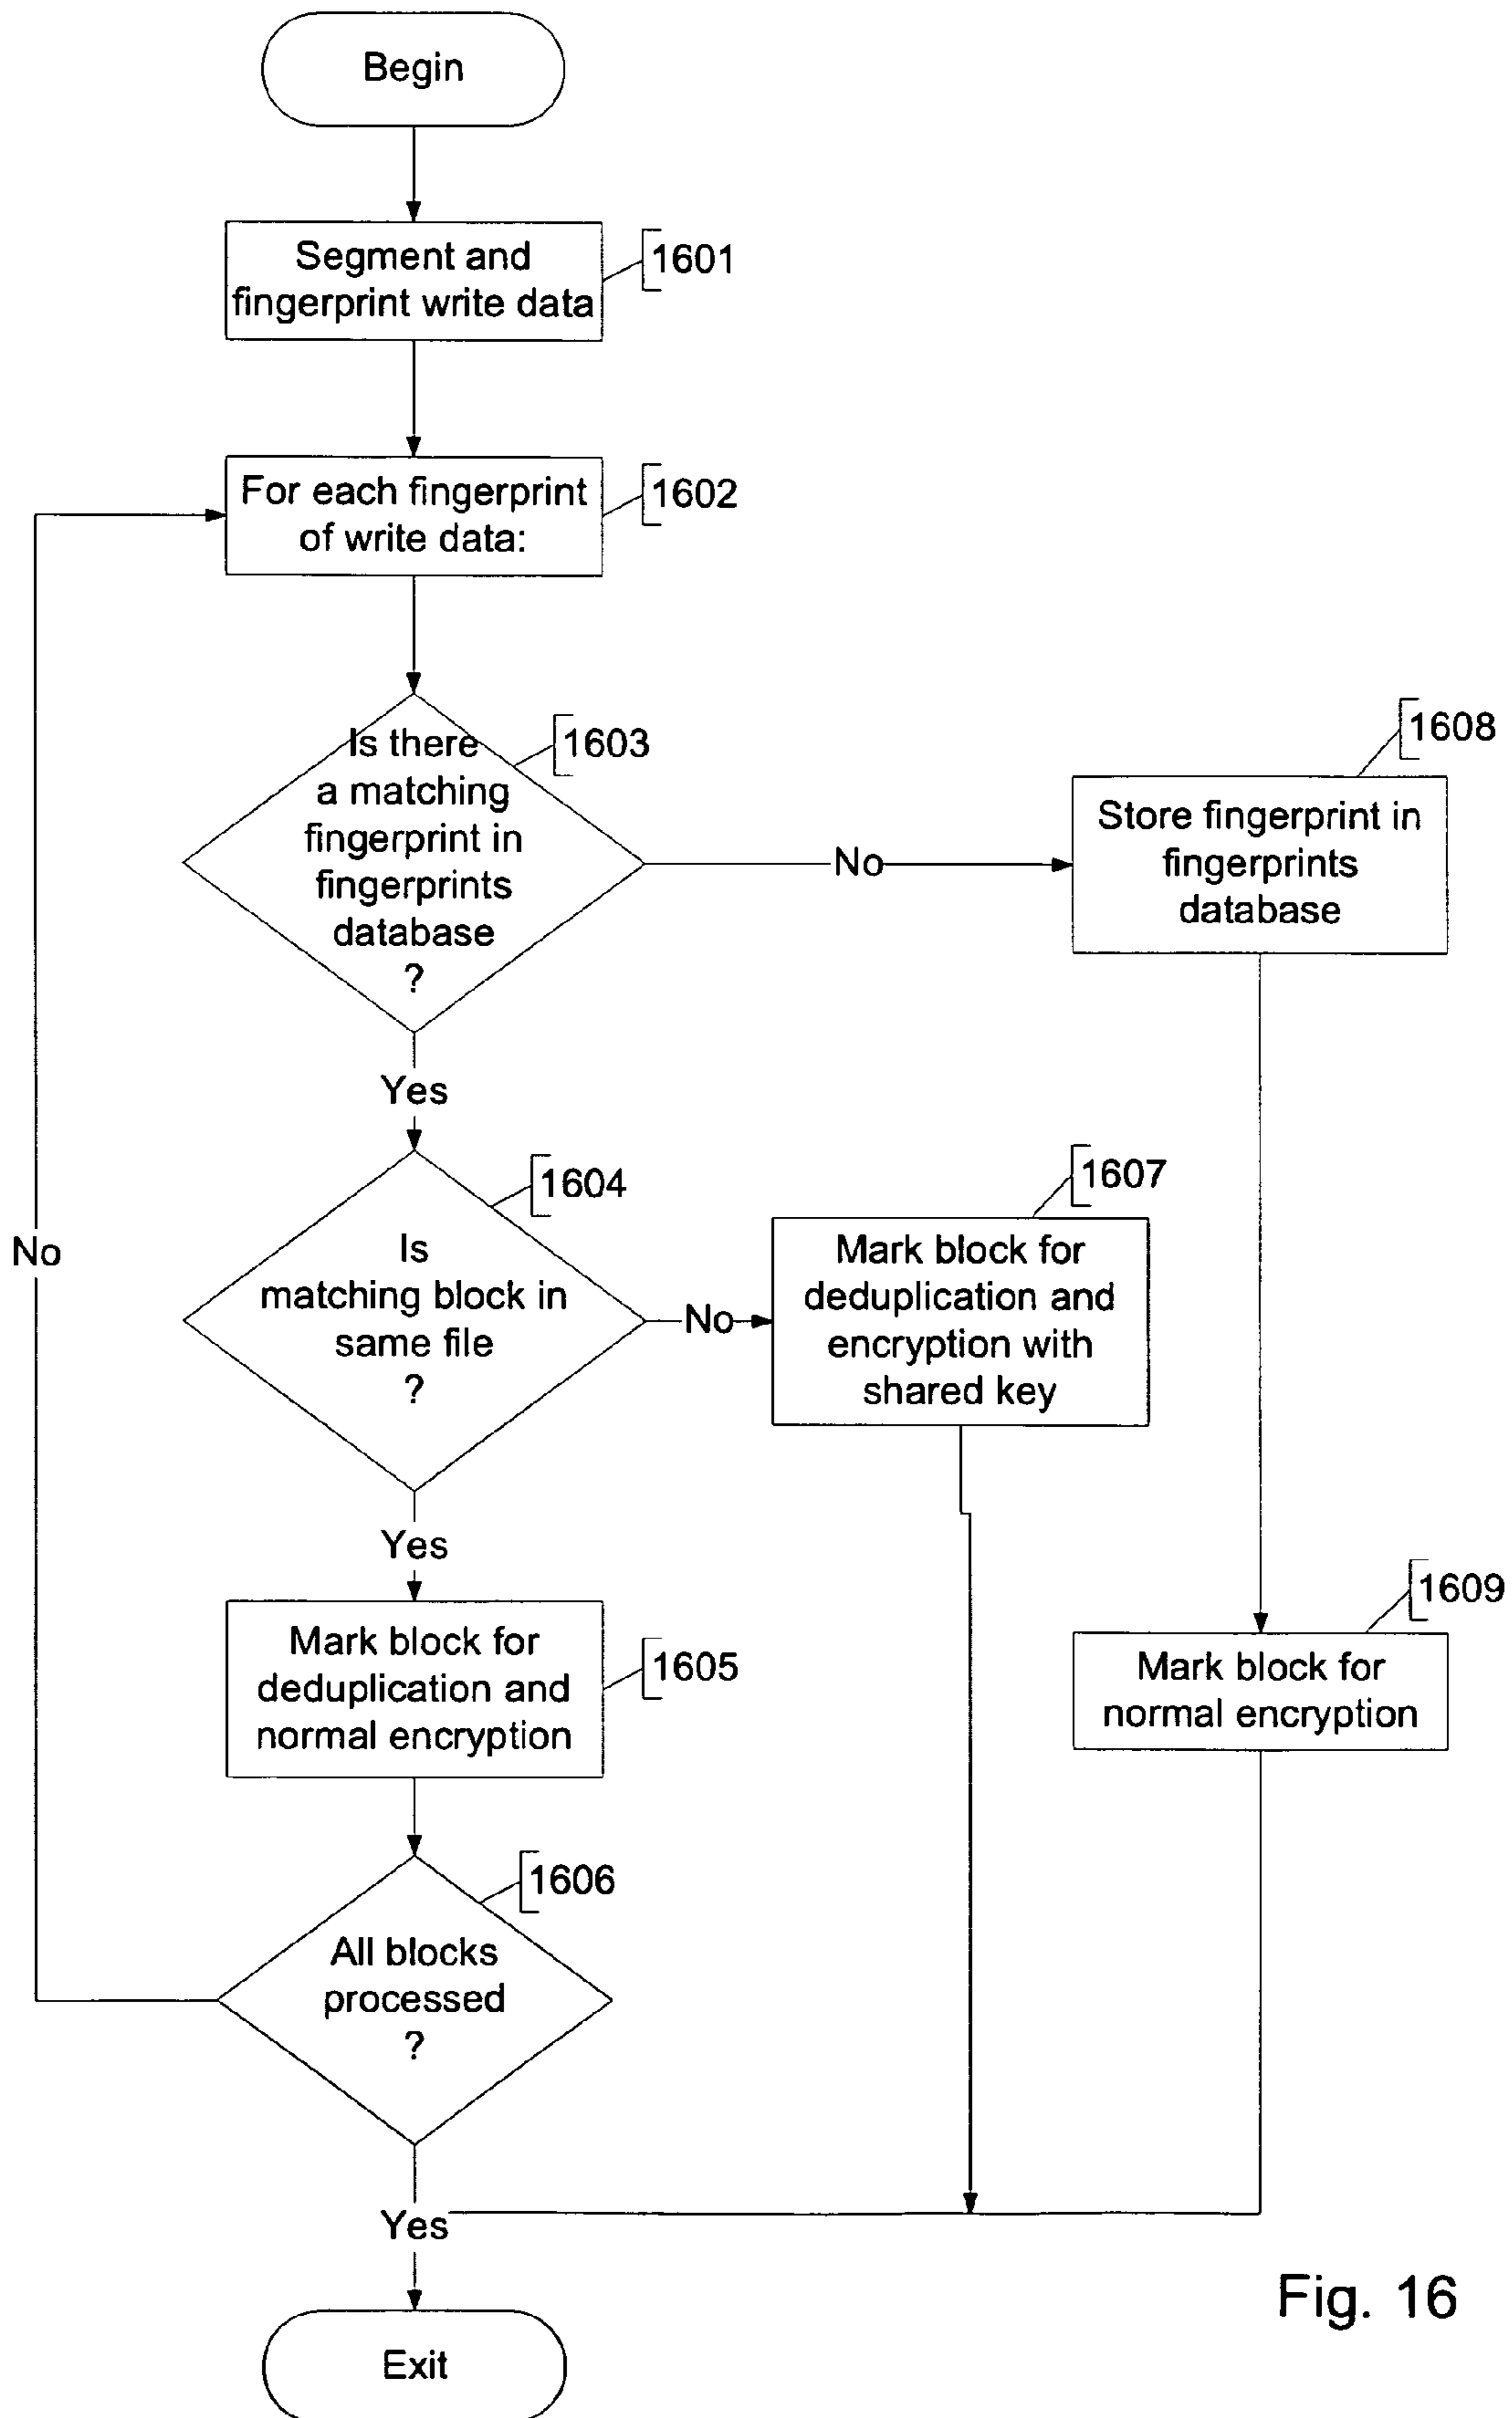 Begin
Segment and
fingerprint write data
1601
For each fingerprint
of write data:
1602
Is there
a matching
fingerprint in
fingerprints
database
?
1603
No
1608
Store fingerprint in
fingerprints
database
Yes
1604
Is
matching block in
same file
?
No
1607
Mark block for
deduplication and
encryption with
shared key
No
Yes
Mark block for
deduplication and
normal encryption
1605
1609
Mark block for
normal encryption
1606
All blocks
processed
?
Yes
Exit
Fig. 16